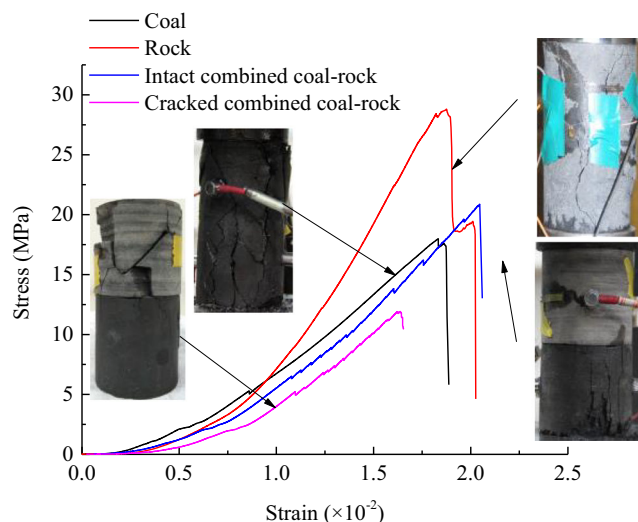 Coal
Rock
Intact combined coal-rock
Cracked combined coal-rock
30
25
20
15
10
5
0
0.0
0.5
1.0
1.5
2.0
2.5
Stress (MPa)
Strain (×10⁻²)